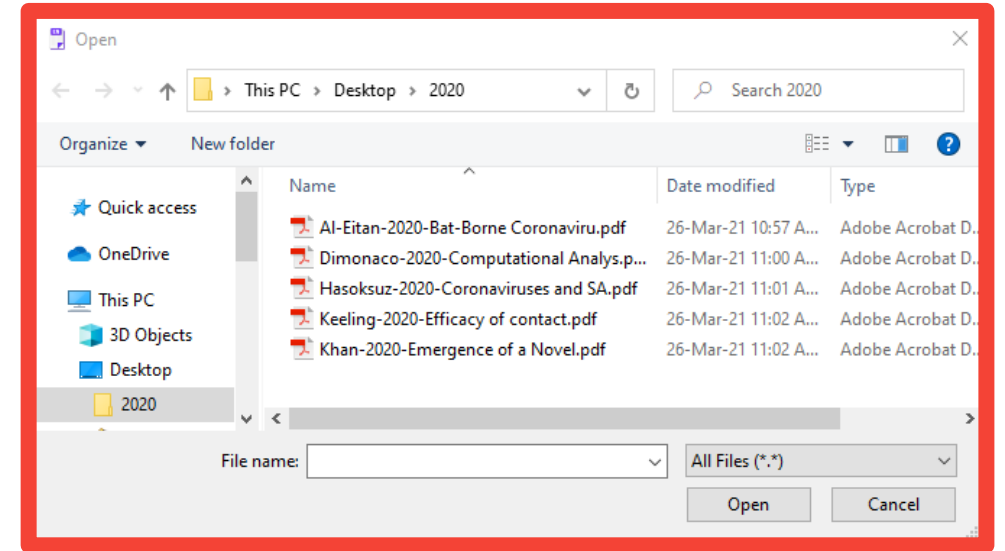 Open
This PC > Desktop > 2020
Search 2020
Organize
New folder
?
Name
Date modified
Type
Quick access
OneDrive
This PC
3D Objects
Desktop
2020
Al-Eitan-2020-Bat-Borne Coronaviru.pdf 26-Mar-21 10:57 A... Adobe Acrobat D...
Dimonaco-2020-Computational Analys.p... 26-Mar-21 11:00 A... Adobe Acrobat D...
Hasoksuz-2020-Coronaviruses and SA.pdf 26-Mar-21 11:01 A... Adobe Acrobat D...
Keeling-2020-Efficacy of contact.pdf 26-Mar-21 11:02 A... Adobe Acrobat D...
Khan-2020-Emergence of a Novel.pdf 26-Mar-21 11:02 A... Adobe Acrobat D...
File name:
All Files (*.*)
Open
Cancel